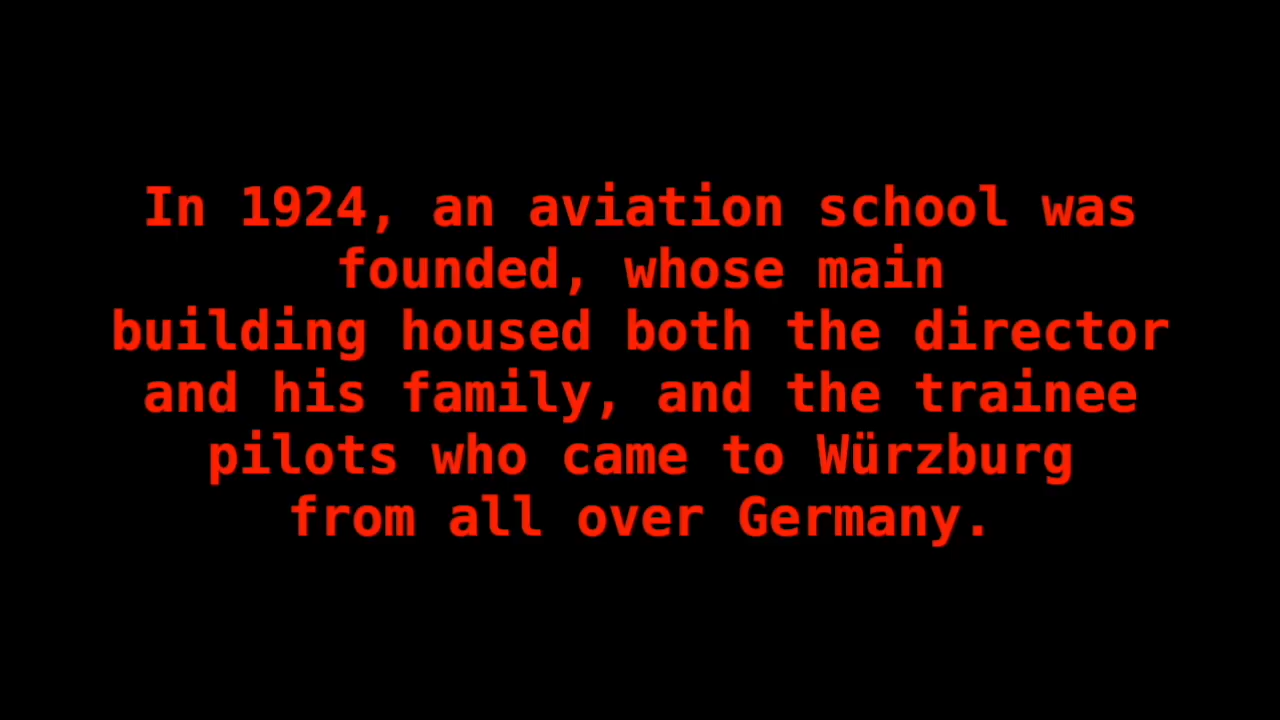 In 1924, an aviation school was
founded, whose main
building housed both the director
and his family, and the trainee
pilots who came to Würzburg
from all over Germany.